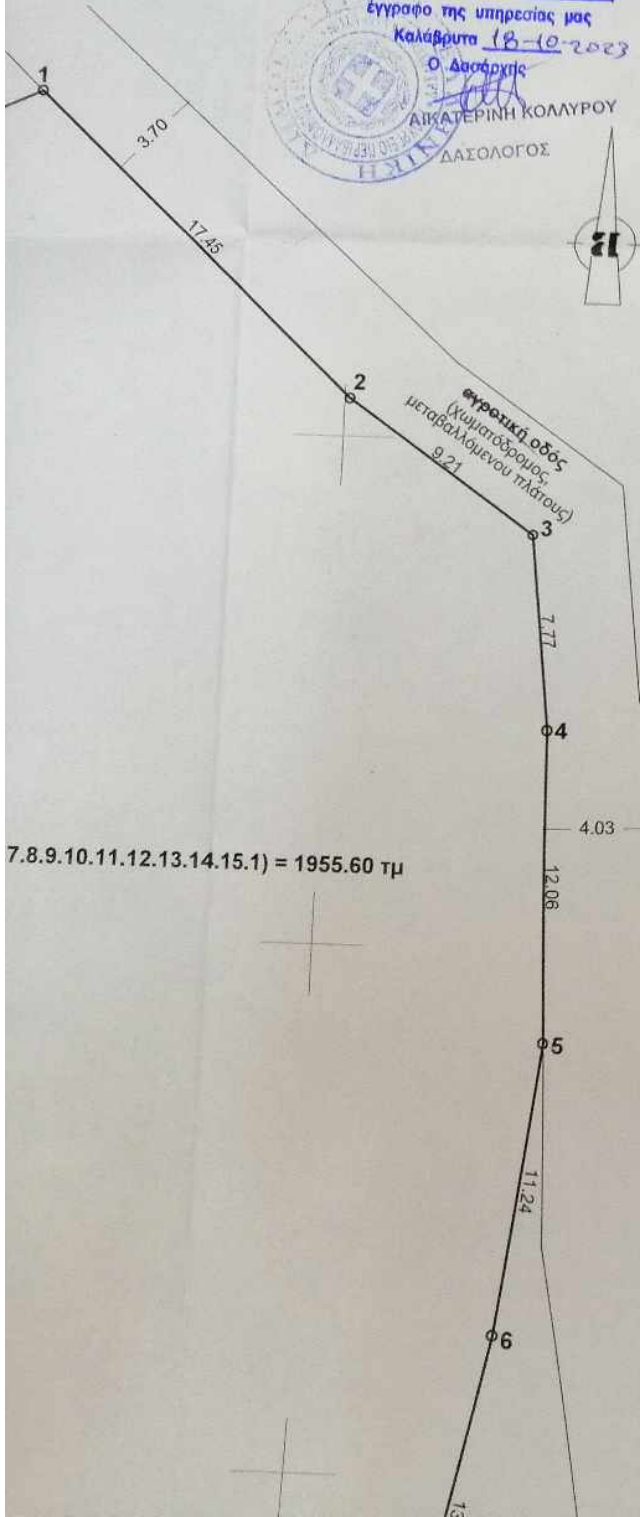 έγγραφο της υπηρεσίας μας
Καλάβρυτα 18-10-2023
Ο Δασάρχης
ΑΙΚΑΤΕΡΙΝΗ ΚΟΛΛΥΡΟΥ
ΔΑΣΟΛΟΓΟΣ
1
3.70
17.45
2
αγροτική οδός
(χωματόδρομος,
μεταβαλλόμενου πλάτους)
9.21
3
7.77
4
4.03
7.8.9.10.11.12.13.14.15.1) = 1955.60 τμ
12.06
5
11.24
6
13